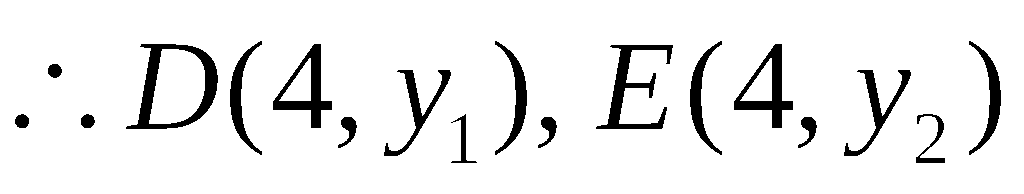 ∴ D(4, y₁), E(4, y₂)